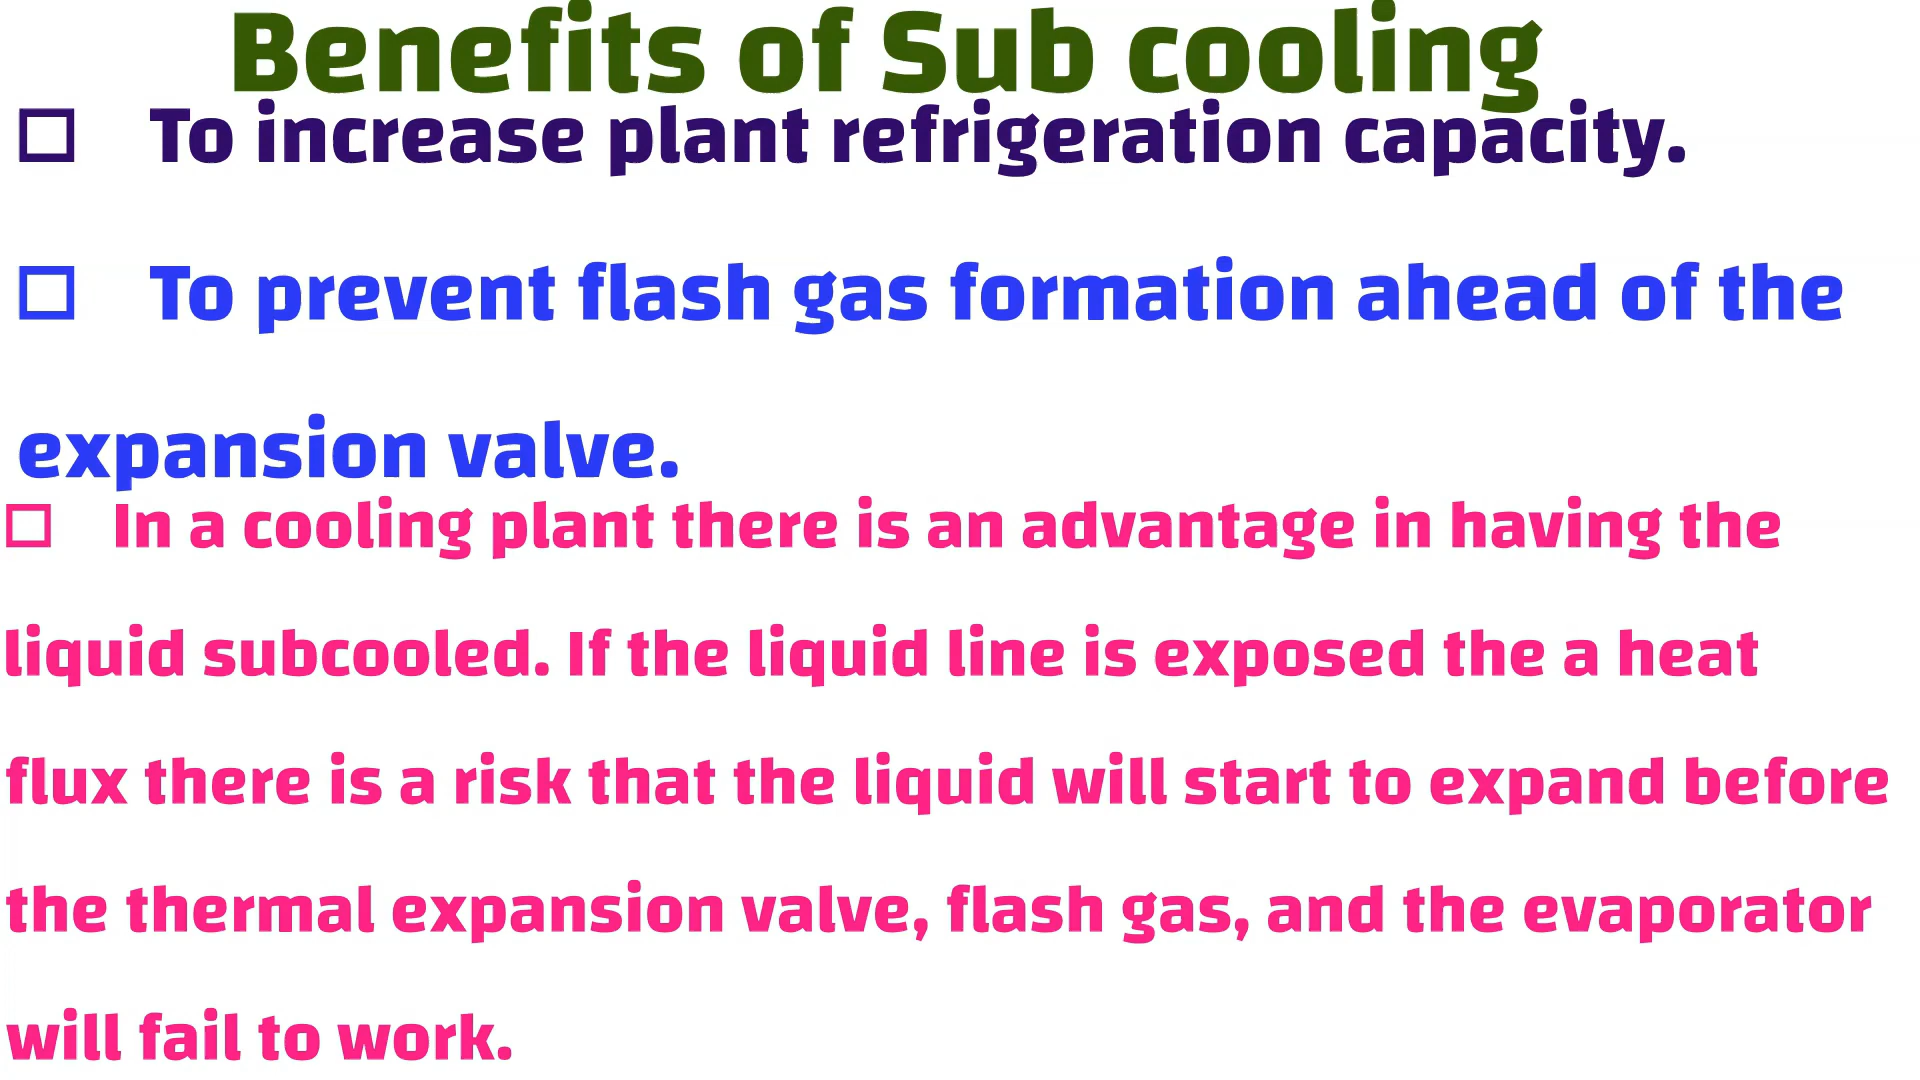 Benefits of Sub cooling
□ To increase plant refrigeration capacity.
□ To prevent flash gas formation ahead of the
expansion valve.
□ In a cooling plant there is an advantage in having the
liquid subcooled. If the liquid line is exposed the a heat
flux there is a risk that the liquid will start to expand before
the thermal expansion valve, flash gas, and the evaporator
will fail to work.